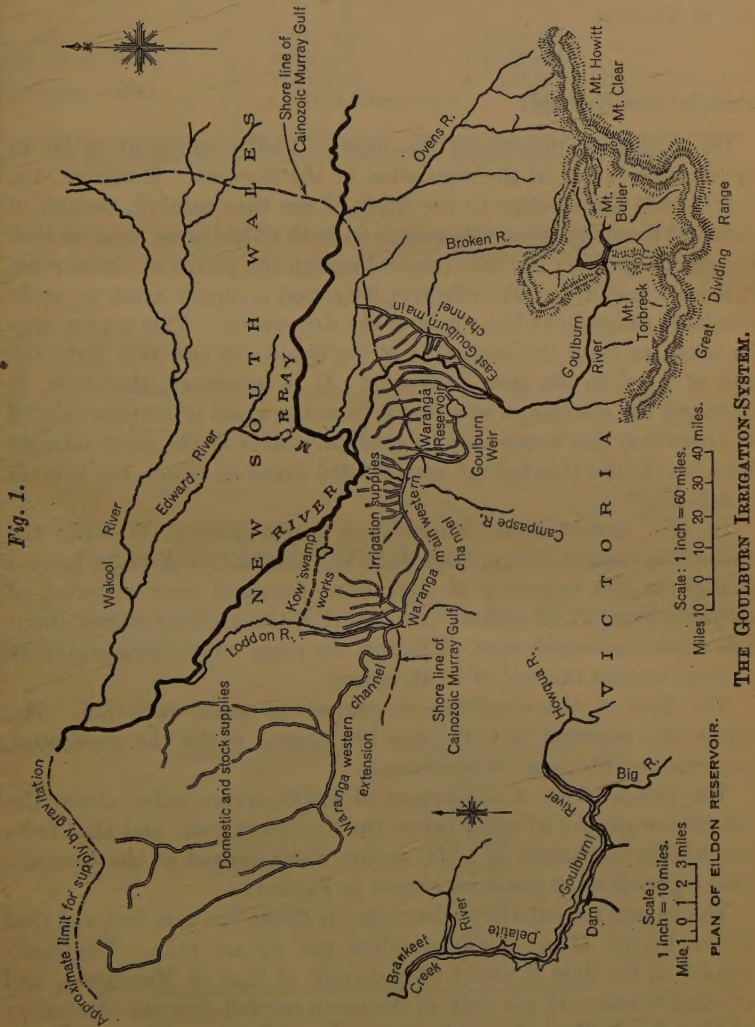 Fig. 1.
Approximate limit for supply by gravitation
Wakool
River
Edward River
NEW SOUTH WALES
Shore line of
Cainozoic Murray Gulf
MURRAY
RIVER
Loddon R.
Kow swamp
works
Domestic and stock supplies
Irrigation supplies
Waranga western channel
extension
Waranga main western
channel
Shore line of
Cainozoic Murray Gulf
Campaspe R.
Waranga
Reservoir
Goulburn
Weir
East Goulburn main
channel
Broken R.
Ovens R.
Goulburn
River
Mt.
Torbreck
Mt.
Buller
Mt. Howitt
Mt. Clear
Great Dividing Range
VICTORIA
Scale: 1 inch = 60 miles.
Miles 10 0 10 20 30 40 miles.
Brankeet
Creek
Delatite
River
Goulburn
River
Howqua R.
Big
R.
Dam
Scale:
1 inch = 10 miles.
Mile 1 0 1 2 3 miles
PLAN OF EILDON RESERVOIR.
THE GOULBURN IRRIGATION-SYSTEM.